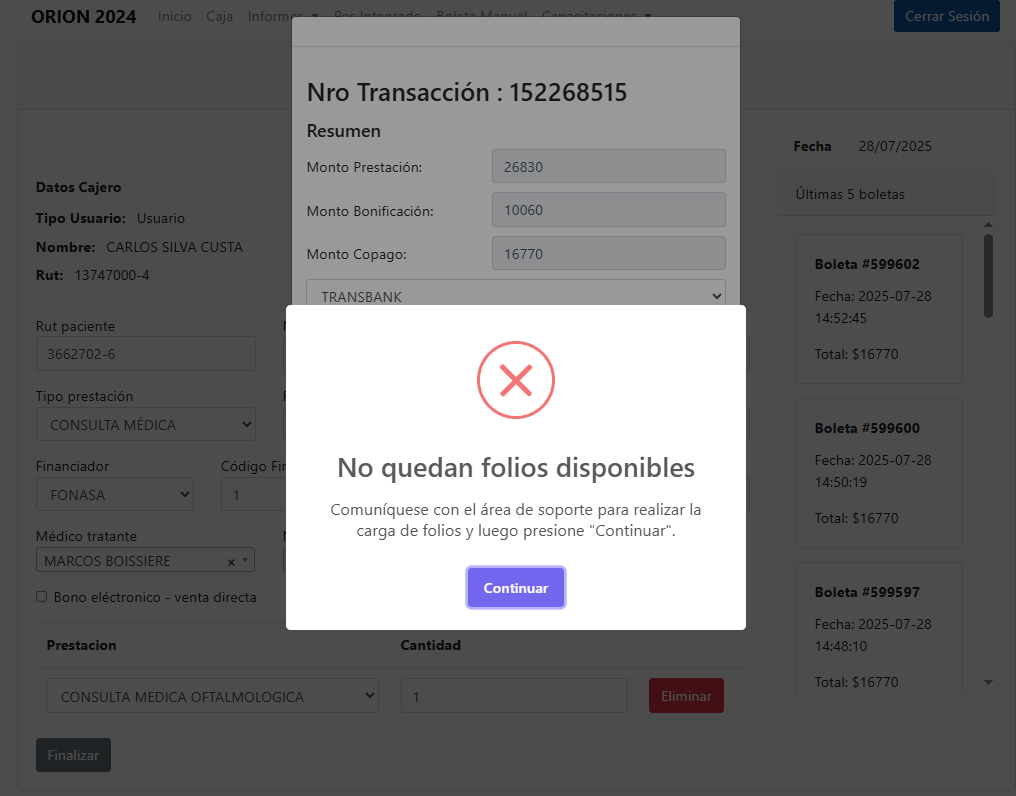 ORION 2024 Inicio Caja Informes Pos Integrado Boleta Manual Capacitaciones Cerrar Sesión
Nro Transacción : 152268515
Resumen
Monto Prestación: 26830
Monto Bonificación: 10060
Monto Copago: 16770
TRANSBANK
Fecha 28/07/2025
Últimas 5 boletas
Boleta #599602
Fecha: 2025-07-28
14:52:45
Total: $16770
Boleta #599600
Fecha: 2025-07-28
14:50:19
Total: $16770
Boleta #599597
Fecha: 2025-07-28
14:48:10
Total: $16770
Datos Cajero
Tipo Usuario: Usuario
Nombre: CARLOS SILVA CUSTA
Rut: 13747000-4
Rut paciente
3662702-6
Tipo prestación
CONSULTA MÉDICA
Financiador Código
FONASA 1
Médico tratante
MARCOS BOISSIERE ×
Bono eléctronico - venta directa
No quedan folios disponibles
Comuníquese con el área de soporte para realizar la
carga de folios y luego presione "Continuar".
Continuar
Prestacion Cantidad
CONSULTA MEDICA OFTALMOLOGICA 1 Eliminar
Finalizar